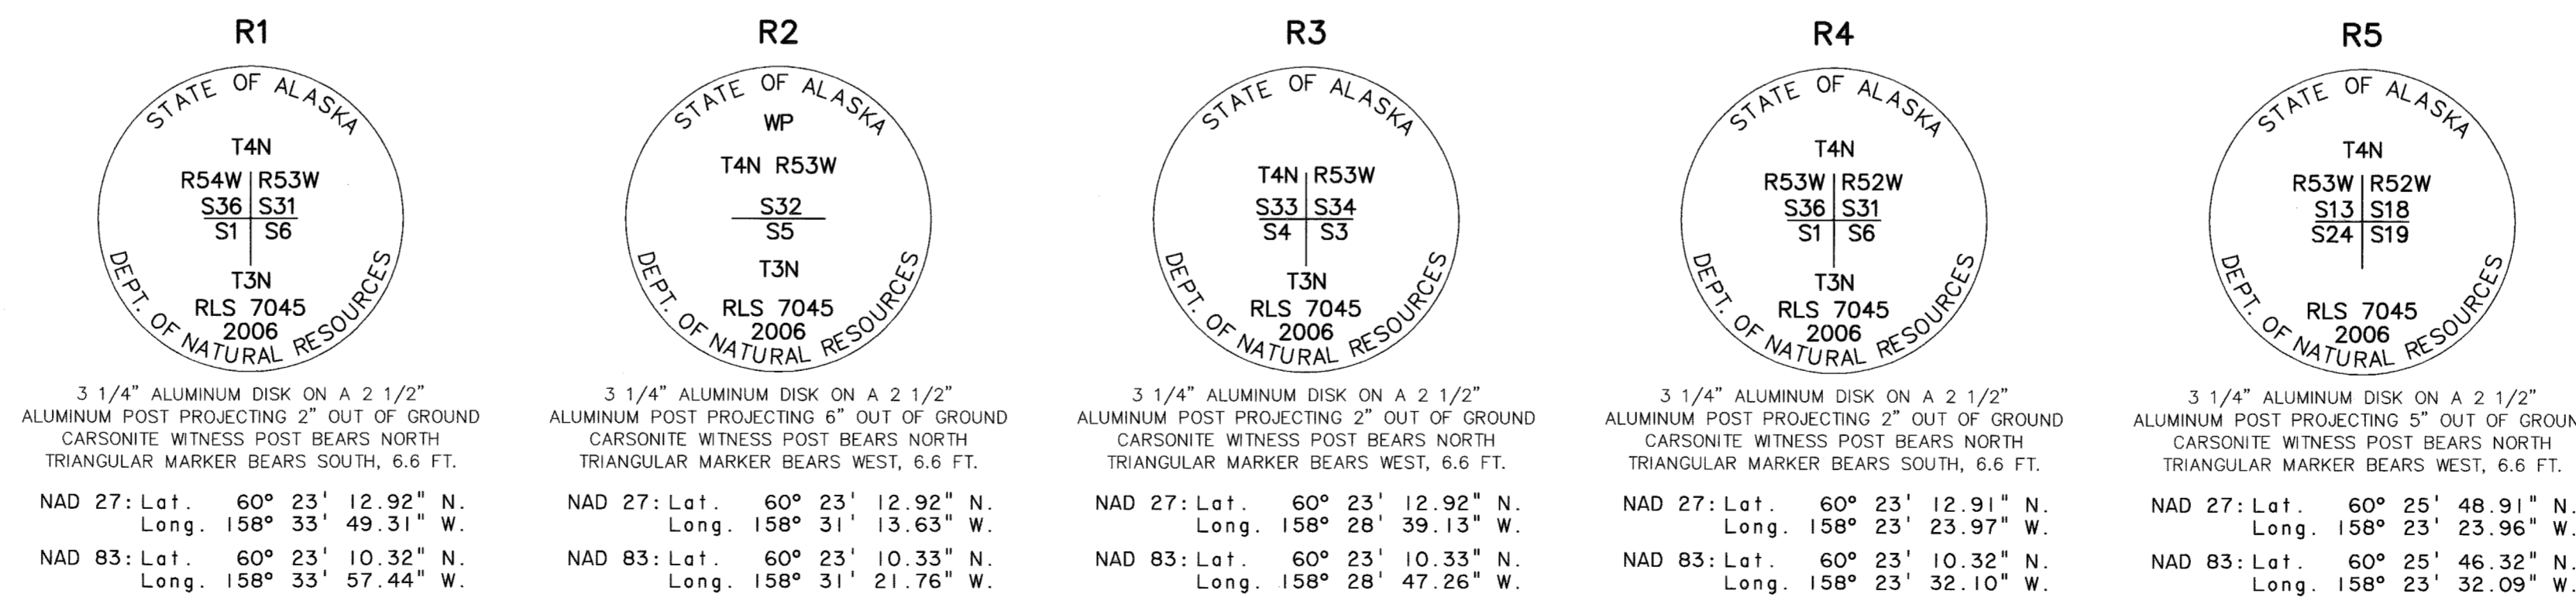 R1
STATE OF ALASKA
T4N
R54W R53W
S36 S31
S1 S6
T3N
RLS 7045
2006
DEPT. OF NATURAL RESOURCES
3 1/4" ALUMINUM DISK ON A 2 1/2"
ALUMINUM POST PROJECTING 2" OUT OF GROUND
CARSONITE WITNESS POST BEARS NORTH
TRIANGULAR MARKER BEARS SOUTH, 6.6 FT.
NAD 27: Lat. 60° 23' 12.92" N.
Long. 158° 33' 49.31" W.
NAD 83: Lat. 60° 23' 10.32" N.
Long. 158° 33' 57.44" W.
R2
STATE OF ALASKA
WP
T4N R53W
S32
S5
T3N
RLS 7045
2006
DEPT. OF NATURAL RESOURCES
3 1/4" ALUMINUM DISK ON A 2 1/2"
ALUMINUM POST PROJECTING 6" OUT OF GROUND
CARSONITE WITNESS POST BEARS NORTH
TRIANGULAR MARKER BEARS WEST, 6.6 FT.
NAD 27: Lat. 60° 23' 12.92" N.
Long. 158° 31' 13.63" W.
NAD 83: Lat. 60° 23' 10.33" N.
Long. 158° 31' 21.76" W.
R3
STATE OF ALASKA
T4N R53W
S33 S34
S4 S3
T3N
RLS 7045
2006
DEPT. OF NATURAL RESOURCES
3 1/4" ALUMINUM DISK ON A 2 1/2"
ALUMINUM POST PROJECTING 2" OUT OF GROUND
CARSONITE WITNESS POST BEARS NORTH
TRIANGULAR MARKER BEARS WEST, 6.6 FT.
NAD 27: Lat. 60° 23' 12.92" N.
Long. 158° 28' 39.13" W.
NAD 83: Lat. 60° 23' 10.33" N.
Long. 158° 28' 47.26" W.
R4
STATE OF ALASKA
T4N
R53W R52W
S36 S31
S1 S6
T3N
RLS 7045
2006
DEPT. OF NATURAL RESOURCES
3 1/4" ALUMINUM DISK ON A 2 1/2"
ALUMINUM POST PROJECTING 2" OUT OF GROUND
CARSONITE WITNESS POST BEARS NORTH
TRIANGULAR MARKER BEARS SOUTH, 6.6 FT.
NAD 27: Lat. 60° 23' 12.91" N.
Long. 158° 23' 23.97" W.
NAD 83: Lat. 60° 23' 10.32" N.
Long. 158° 23' 32.10" W.
R5
STATE OF ALASKA
T4N
R53W R52W
S13 S18
S24 S19
RLS 7045
2006
DEPT. OF NATURAL RESOURCES
3 1/4" ALUMINUM DISK ON A 2 1/2"
ALUMINUM POST PROJECTING 5" OUT OF GROUN
CARSONITE WITNESS POST BEARS NORTH
TRIANGULAR MARKER BEARS WEST, 6.6 FT.
NAD 27: Lat. 60° 25' 48.91" N.
Long. 158° 23' 23.96" W.
NAD 83: Lat. 60° 25' 46.32" N.
Long. 158° 23' 32.09" W.